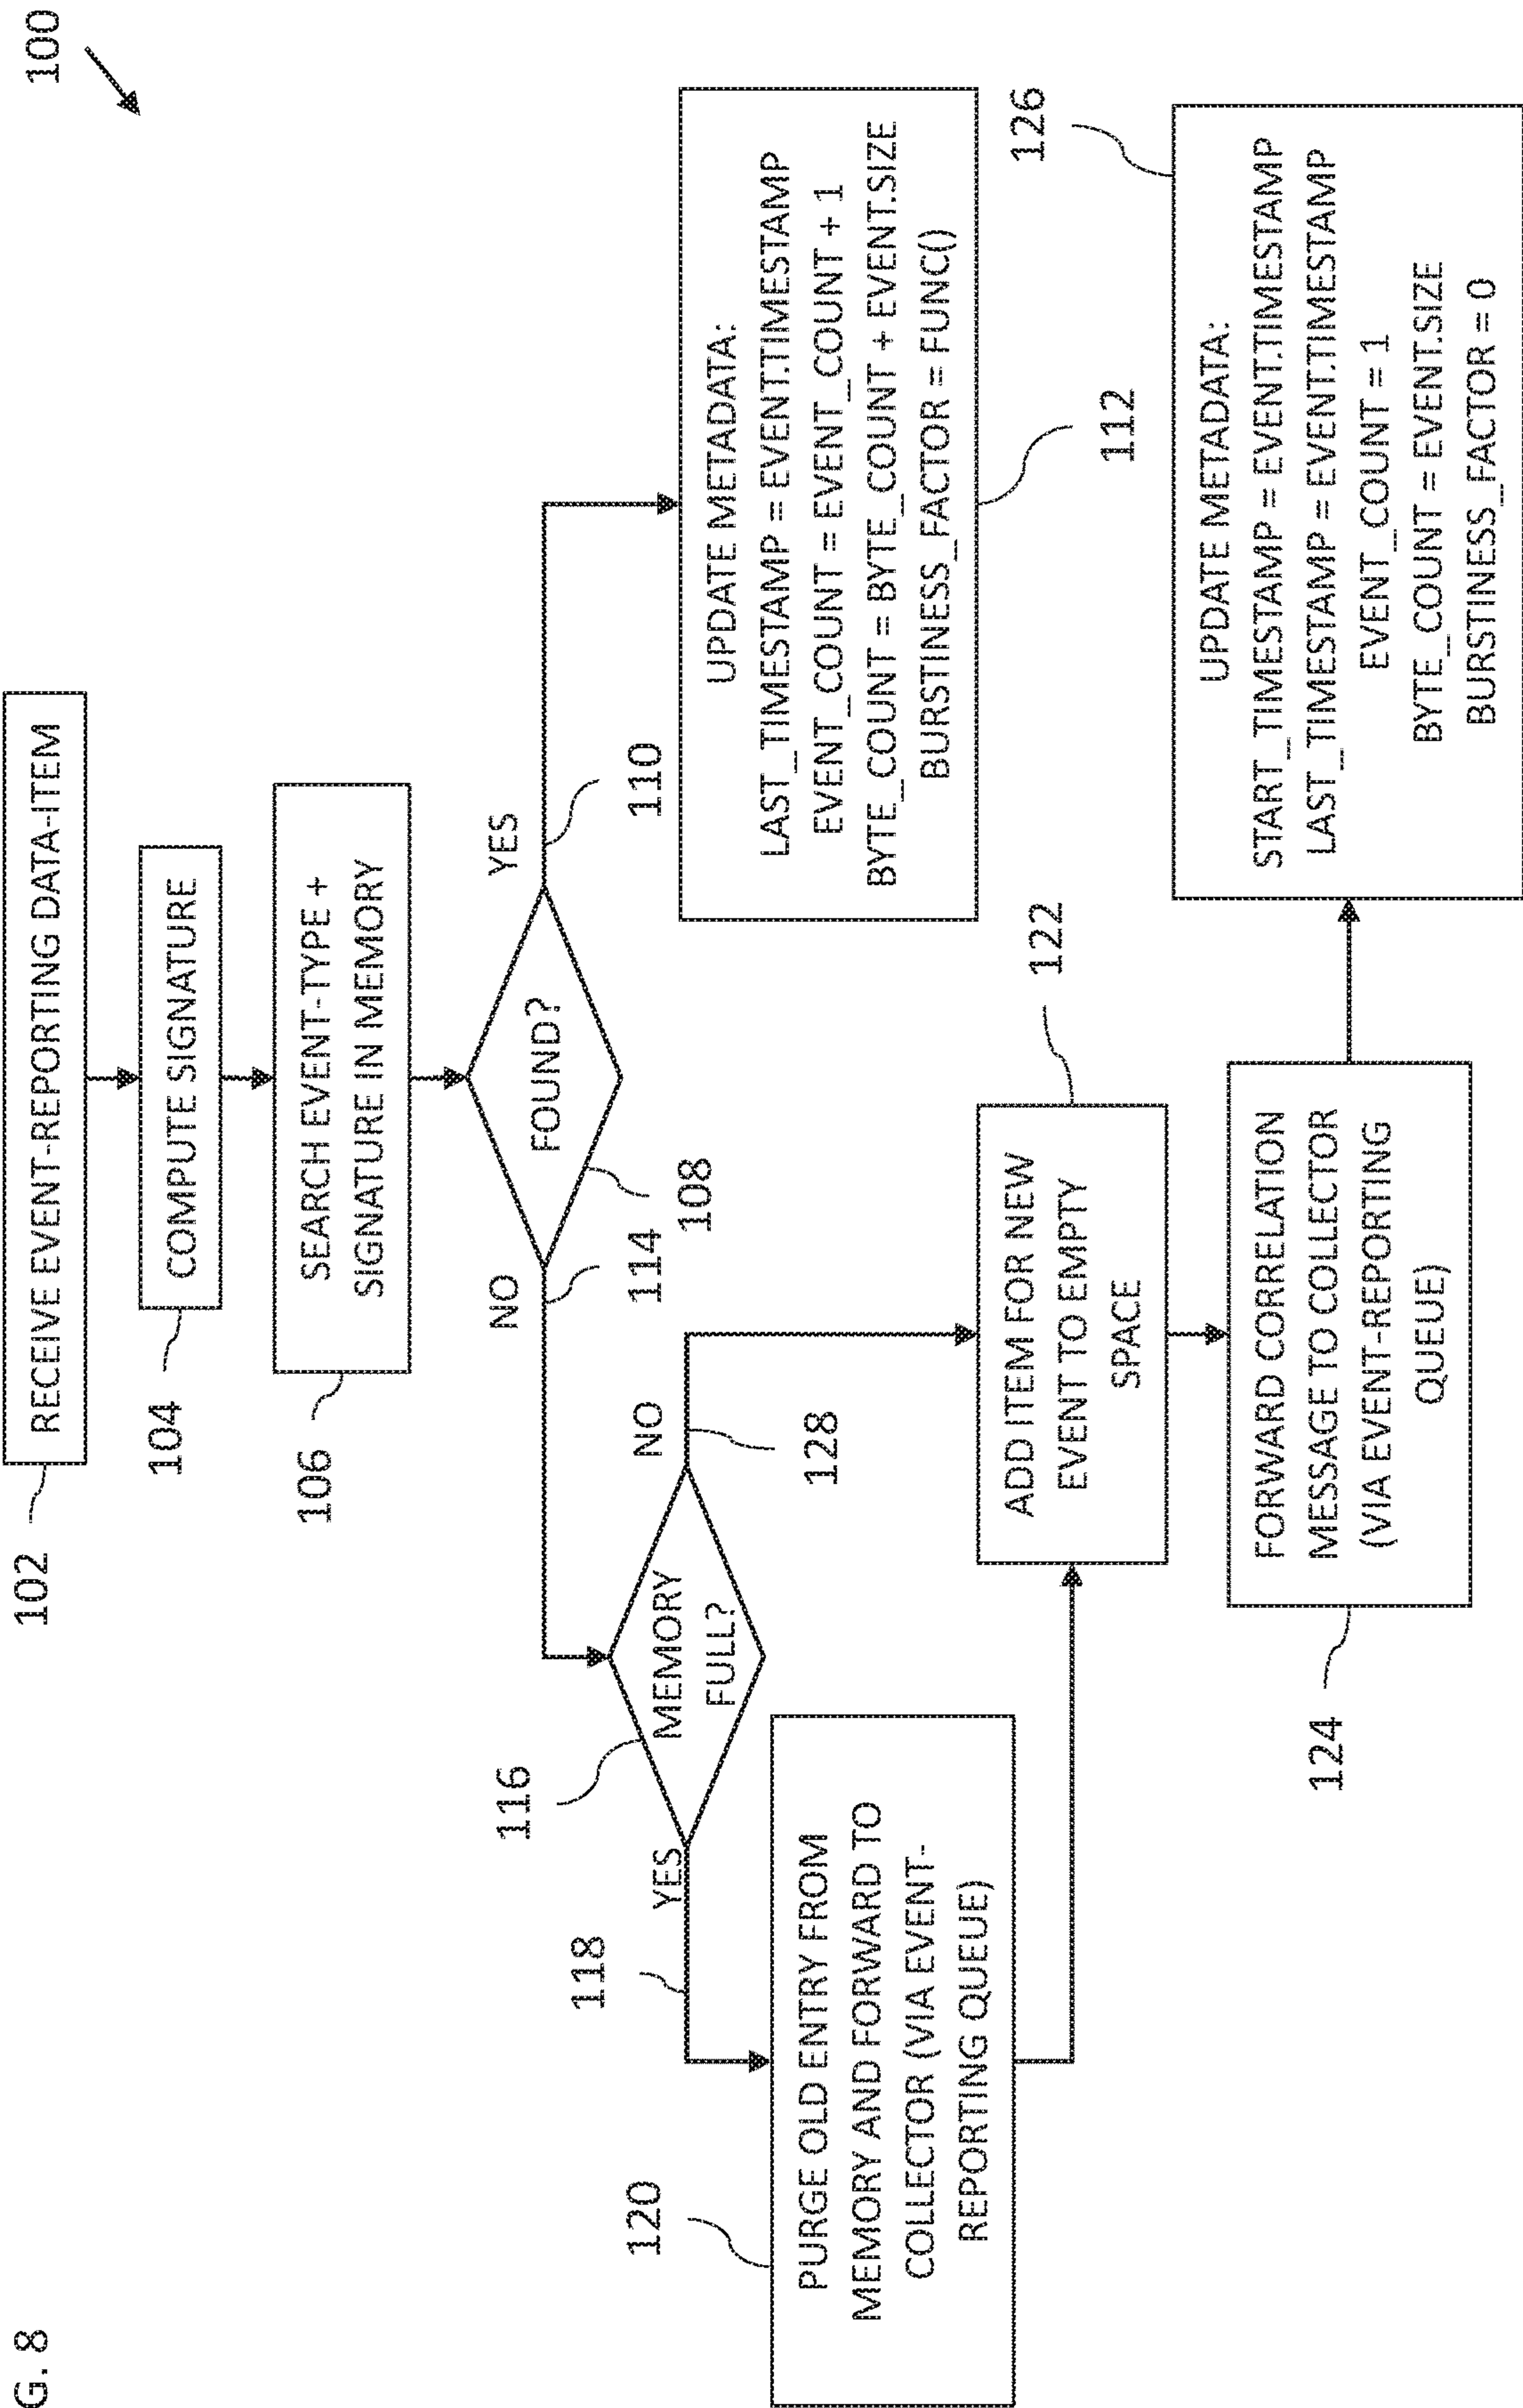 G. 8
100
102
RECEIVE EVENT-REPORTING DATA-ITEM
104
COMPUTE SIGNATURE
106
SEARCH EVENT-TYPE +
SIGNATURE IN MEMORY
FOUND?
108
YES
110
UPDATE METADATA:
LAST_TIMESTAMP = EVENT.TIMESTAMP
EVENT_COUNT = EVENT_COUNT + 1
BYTE_COUNT = BYTE_COUNT + EVENT.SIZE
BURSTINESS_FACTOR = FUNC()
112
NO
114
116
MEMORY
FULL?
YES
118
120
PURGE OLD ENTRY FROM
MEMORY AND FORWARD TO
COLLECTOR (VIA EVENT-
REPORTING QUEUE)
NO
128
122
ADD ITEM FOR NEW
EVENT TO EMPTY
SPACE
124
FORWARD CORRELATION
MESSAGE TO COLLECTOR
(VIA EVENT-REPORTING
QUEUE)
126
UPDATE METADATA:
START_TIMESTAMP = EVENT.TIMESTAMP
LAST_TIMESTAMP = EVENT.TIMESTAMP
EVENT_COUNT = 1
BYTE_COUNT = EVENT.SIZE
BURSTINESS_FACTOR = 0